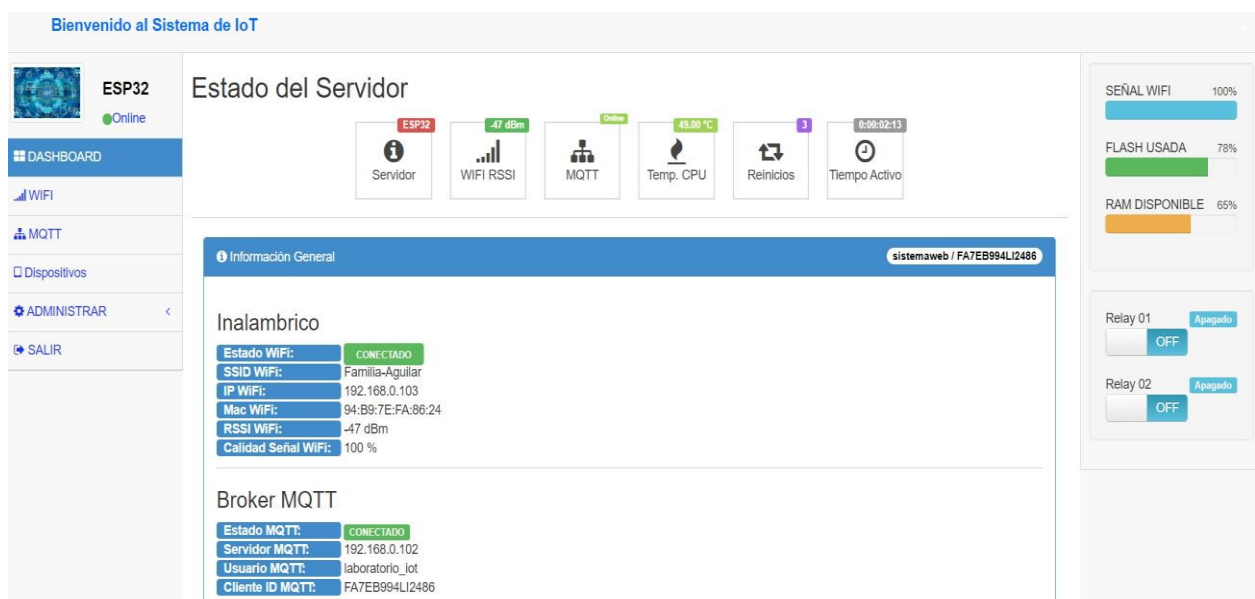 Bienvenido al Sistema de IoT
ESP32
Online
DASHBOARD
WIFI
MQTT
Dispositivos
ADMINISTRAR
SALIR
Estado del Servidor
ESP32
Servidor
-47 dBm
WIFI RSSI
Online
MQTT
49.00 °C
Temp. CPU
3
Reinicios
0:00:02:13
Tiempo Activo
Información General
sistemaweb / FA7EB994LI2486
Inalambrico
Estado WiFi: CONECTADO
SSID WiFi: Familia-Aguilar
IP WiFi: 192.168.0.103
Mac WiFi: 94:B9:7E:FA:86:24
RSSI WiFi: -47 dBm
Calidad Señal WiFi: 100 %
Broker MQTT
Estado MQTT: CONECTADO
Servidor MQTT: 192.168.0.102
Usuario MQTT: laboratorio_iot
Cliente ID MQTT: FA7EB994LI2486
SEÑAL WIFI 100%
FLASH USADA 78%
RAM DISPONIBLE 65%
Relay 01 Apagado
OFF
Relay 02 Apagado
OFF